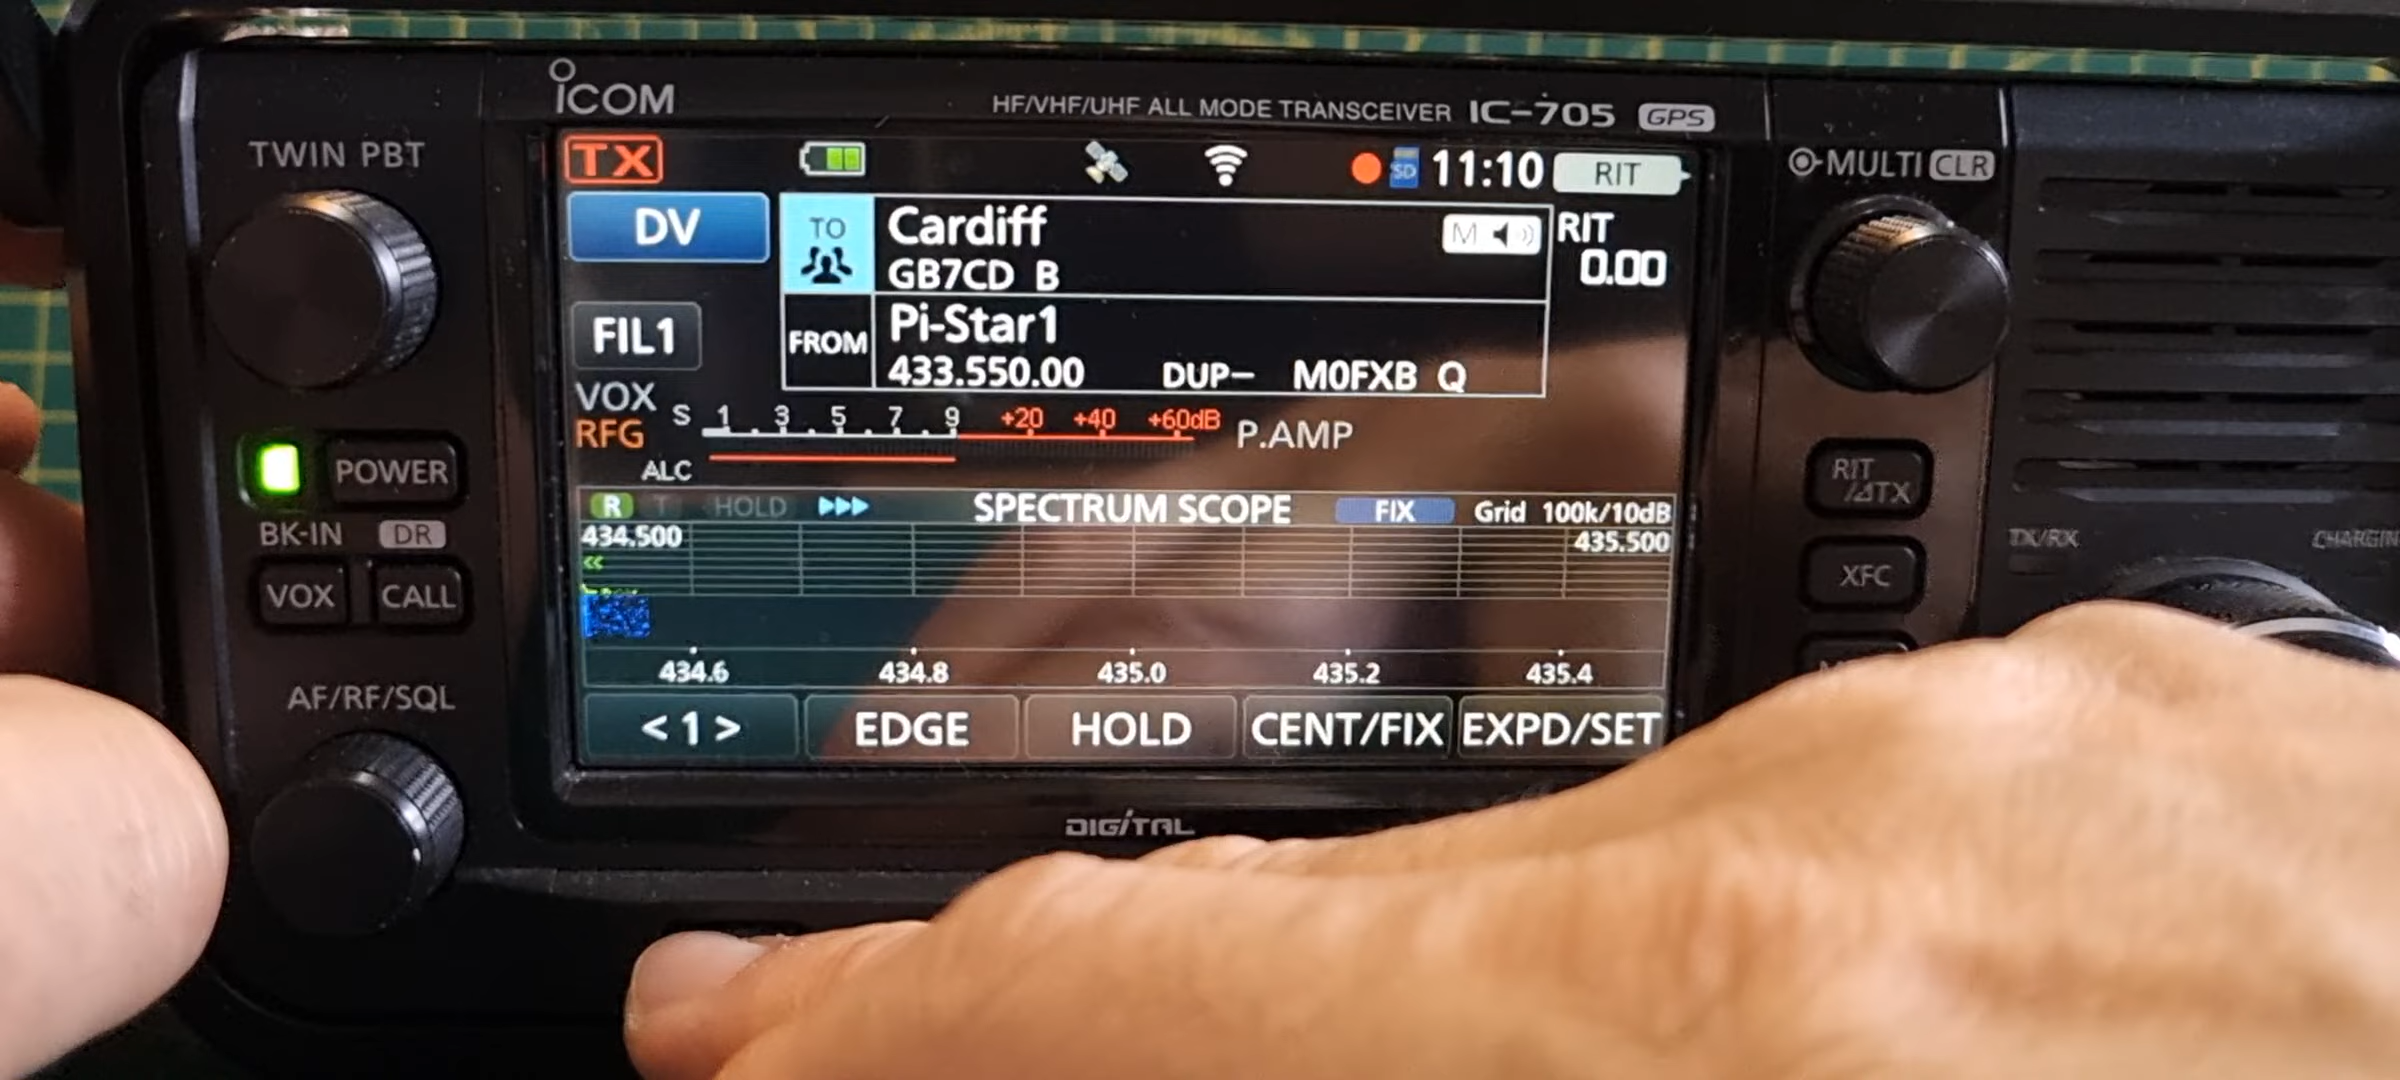 ICOM
HF/VHF/UHF ALL MODE TRANSCEIVER IC-705 GPS
TWIN PBT
TX
SD
11:10
RIT
MULTI CLR
DV
TO
Cardiff
M
RIT
GB7CD B
0.00
FIL1
FROM
Pi-Star1
433.550.00 DUP- M0FXB Q
VOX
S 1 3 5 7 9 +20 +40 +60dB
RFG
P.AMP
ALC
POWER
RIT
/ΔTX
R T HOLD SPECTRUM SCOPE FIX Grid 100k/10dB
434.500 435.500
BK-IN DR
TX/RX
VOX CALL
XFC
434.6 434.8 435.0 435.2 435.4
AF/RF/SQL
< 1 > EDGE HOLD CENT/FIX EXPD/SET
DIGITAL